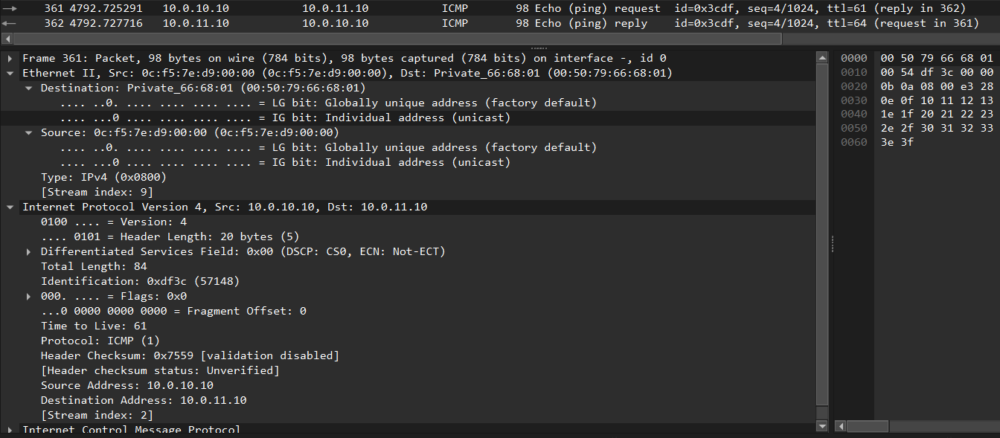 361 4792.725291 10.0.10.10 10.0.11.10 ICMP 98 Echo (ping) request id=0x3cdf, seq=4/1024, ttl=61 (reply in 362)
362 4792.727716 10.0.11.10 10.0.10.10 ICMP 98 Echo (ping) reply id=0x3cdf, seq=4/1024, ttl=64 (request in 361)
Frame 361: Packet, 98 bytes on wire (784 bits), 98 bytes captured (784 bits) on interface -, id 0
Ethernet II, Src: 0c:f5:7e:d9:00:00 (0c:f5:7e:d9:00:00), Dst: Private_66:68:01 (00:50:79:66:68:01)
Destination: Private_66:68:01 (00:50:79:66:68:01)
.... ..0. .... .... .... .... = LG bit: Globally unique address (factory default)
.... ...0 .... .... .... .... = IG bit: Individual address (unicast)
Source: 0c:f5:7e:d9:00:00 (0c:f5:7e:d9:00:00)
.... ..0. .... .... .... .... = LG bit: Globally unique address (factory default)
.... ...0 .... .... .... .... = IG bit: Individual address (unicast)
Type: IPv4 (0x0800)
[Stream index: 9]
Internet Protocol Version 4, Src: 10.0.10.10, Dst: 10.0.11.10
0100 .... = Version: 4
.... 0101 = Header Length: 20 bytes (5)
Differentiated Services Field: 0x00 (DSCP: CS0, ECN: Not-ECT)
Total Length: 84
Identification: 0xdf3c (57148)
000. .... = Flags: 0x0
...0 0000 0000 0000 = Fragment Offset: 0
Time to Live: 61
Protocol: ICMP (1)
Header Checksum: 0x7559 [validation disabled]
[Header checksum status: Unverified]
Source Address: 10.0.10.10
Destination Address: 10.0.11.10
[Stream index: 2]
Internet Control Message Protocol
0000 00 50 79 66 68 01
0010 00 54 df 3c 00 00
0020 0b 0a 08 00 e3 28
0030 0e 0f 10 11 12 13
0040 1e 1f 20 21 22 23
0050 2e 2f 30 31 32 33
0060 3e 3f